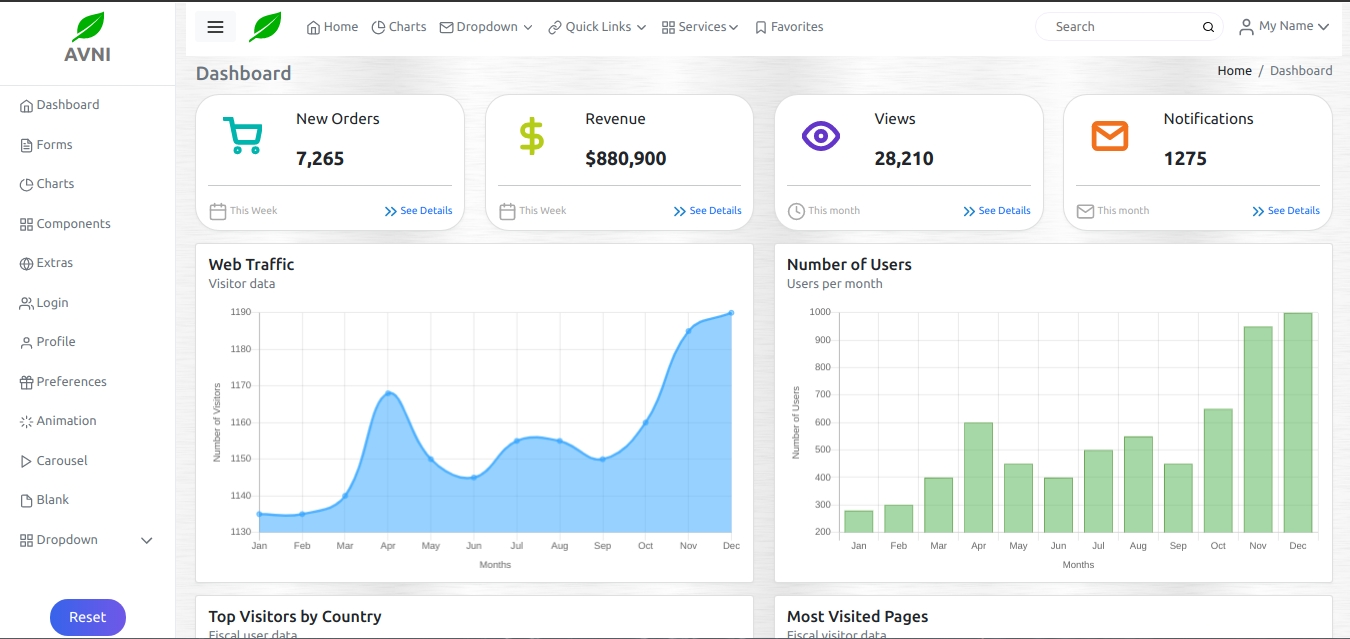 AVNI
Home Charts Dropdown Quick Links Services Favorites Search My Name
Dashboard
Forms
Charts
Components
Extras
Login
Profile
Preferences
Animation
Carousel
Blank
Dropdown
Reset
Dashboard
Home / Dashboard
New Orders
7,265
This Week See Details
Revenue
$880,900
This Week See Details
Views
28,210
This month See Details
Notifications
1275
This month See Details
Web Traffic
Visitor data
Number of Visitors
1190
1180
1170
1160
1150
1140
1130
Jan Feb Mar Apr May Jun Jul Aug Sep Oct Nov Dec
Months
Number of Users
Users per month
Number of Users
1000
900
800
700
600
500
400
300
200
Jan Feb Mar Apr May Jun Jul Aug Sep Oct Nov Dec
Months
Top Visitors by Country
Fiscal user data
Most Visited Pages
Fiscal visitor data